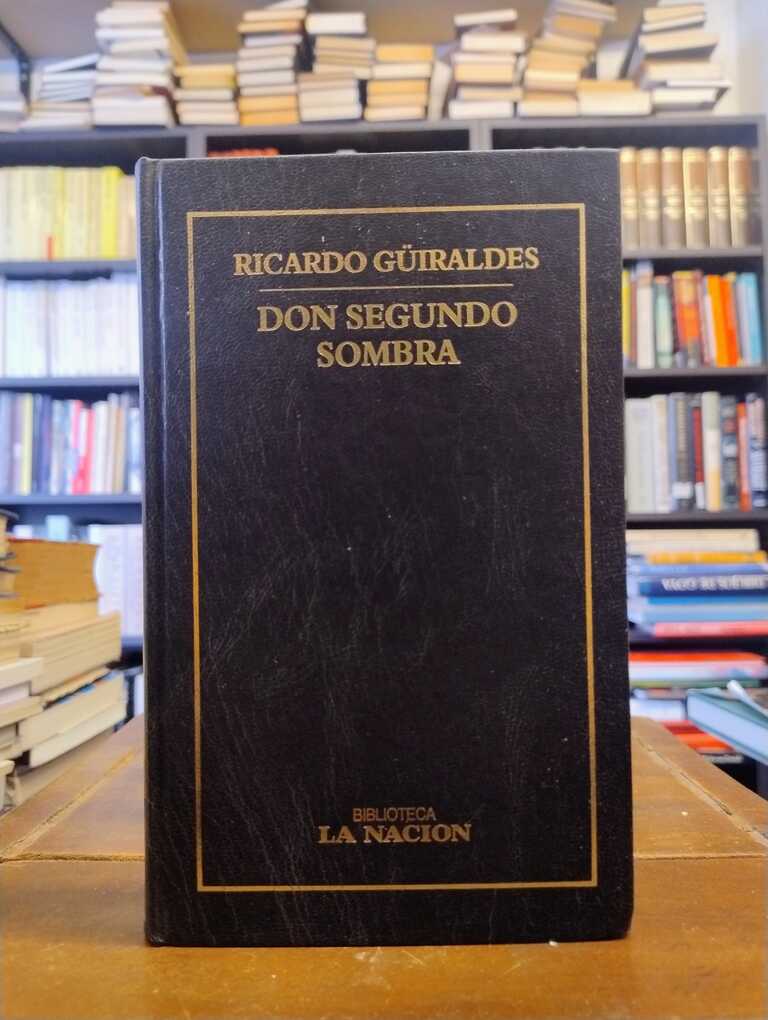 RICARDO GÜIRALDES
DON SEGUNDO
SOMBRA
BIBLIOTECA
LA NACION